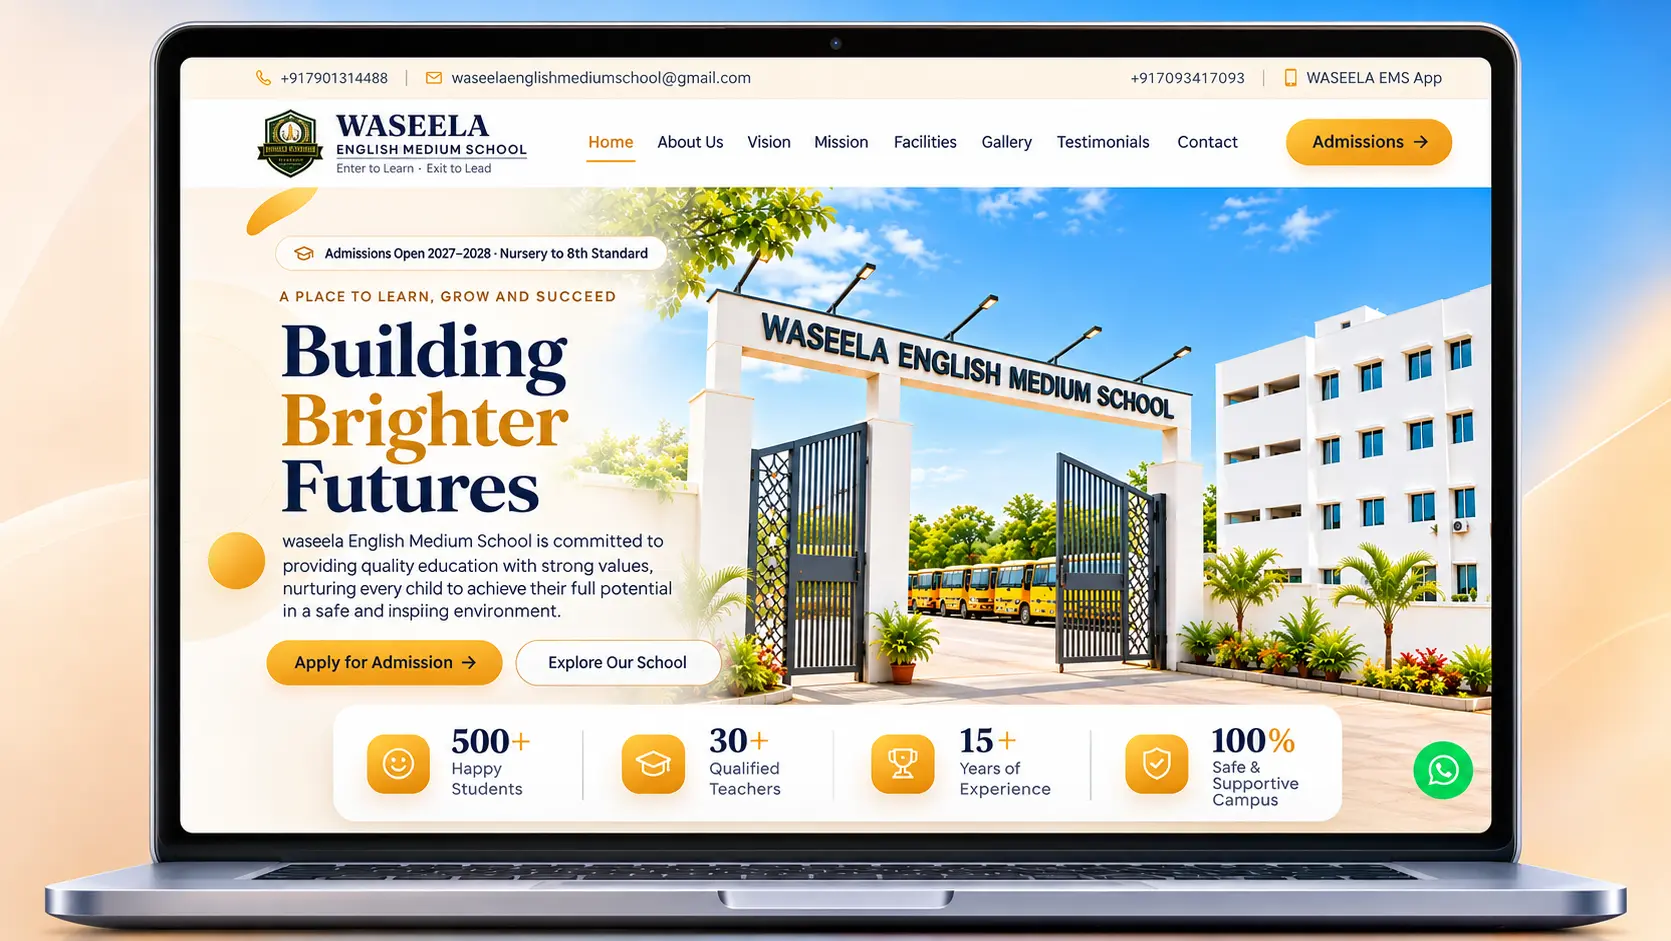 +917901314488
waseelaenglishmediumschool@gmail.com
+917093417093
WASEELA EMS App
WASEELA
ENGLISH MEDIUM SCHOOL
Enter to Learn · Exit to Lead
Home
About Us
Vision
Mission
Facilities
Gallery
Testimonials
Contact
Admissions →
Admissions Open 2027–2028 · Nursery to 8th Standard
A PLACE TO LEARN, GROW AND SUCCEED
Building
Brighter
Futures
waseela English Medium School is committed to
providing quality education with strong values,
nurturing every child to achieve their full potential
in a safe and inspiing environment.
Apply for Admission →
Explore Our School
WASEELA ENGLISH MEDIUM SCHOOL
500+
Happy
Students
30+
Qualified
Teachers
15+
Years of
Experience
100%
Safe &
Supportive
Campus